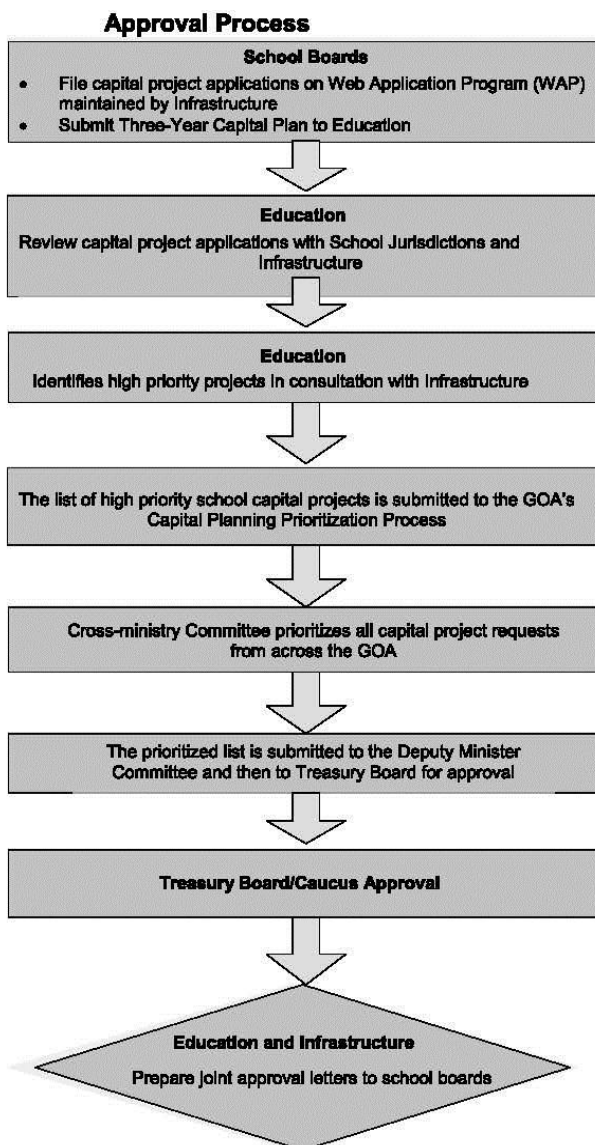 Approval Process
School Boards
• File capital project applications on Web Application Program (WAP)
maintained by Infrastructure
• Submit Three-Year Capital Plan to Education
Education
Review capital project applications with School Jurisdictions and
Infrastructure
Education
Identifies high priority projects in consultation with Infrastructure
The list of high priority school capital projects is submitted to the GOA's
Capital Planning Prioritization Process
Cross-ministry Committee prioritizes all capital project requests
from across the GOA
The prioritized list is submitted to the Deputy Minister
Committee and then to Treasury Board for approval
Treasury Board/Caucus Approval
Education and Infrastructure
Prepare joint approval letters to school boards